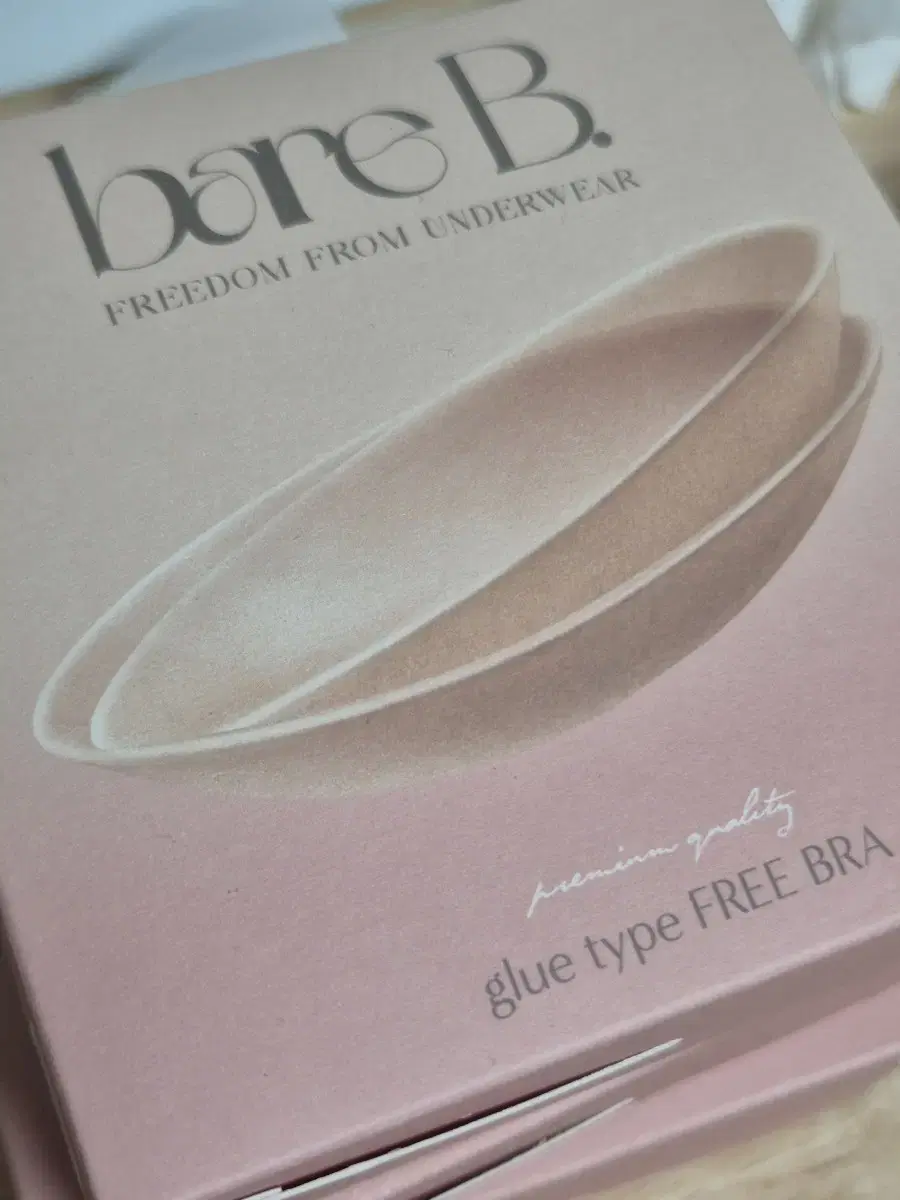 bare B.
FREEDOM FROM UNDERWEAR
premium quality
glue type FREE BRA